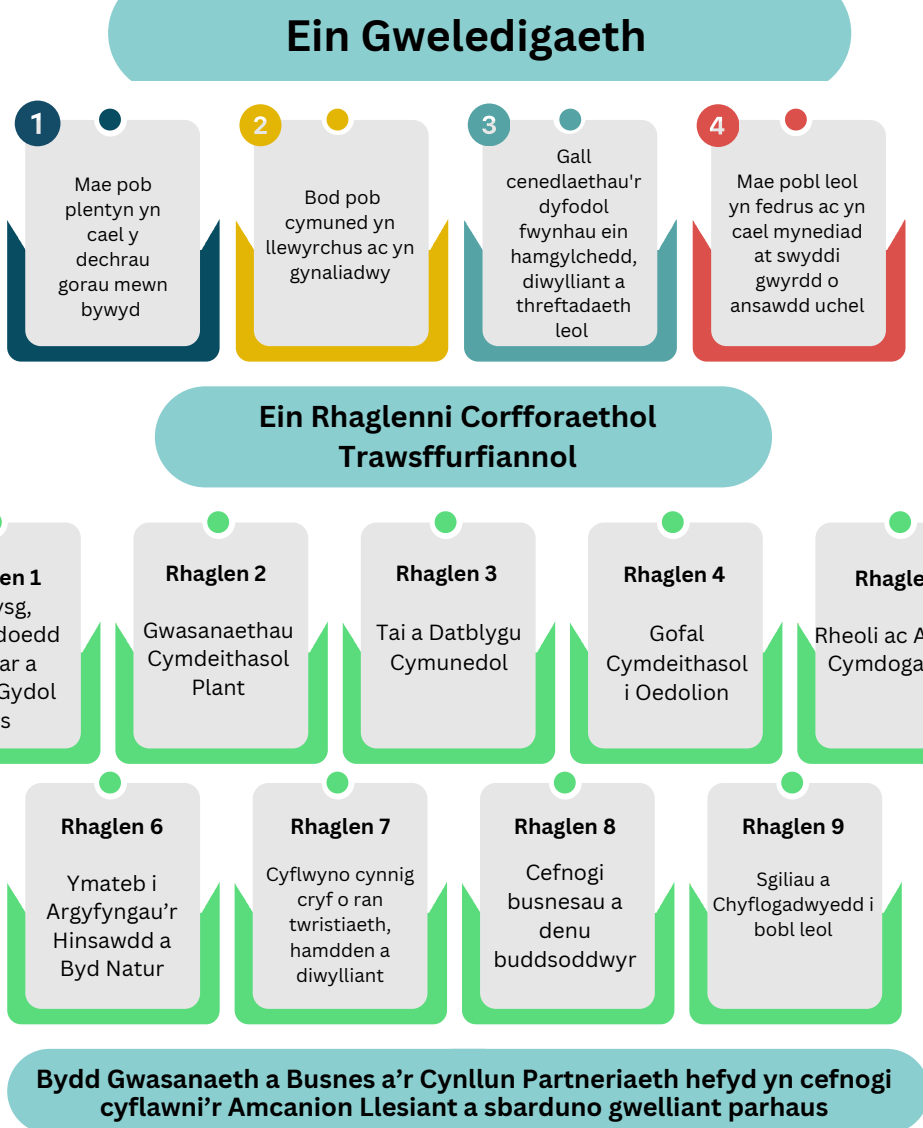 Ein Gweledigaeth
1
Mae pob
plentyn yn
cael y
dechrau
gorau mewn
bywyd
2
Bod pob
cymuned yn
llewyrchus ac yn
gynaliadwy
3
Gall
cenedlaethau'r
dyfodol
fwynhau ein
hamgylchedd,
diwylliant a
threftadaeth
leol
4
Mae pobl leol
yn fedrus ac yn
cael mynediad
at swyddi
gwyrdd o
ansawdd uchel
Ein Rhaglenni Corfforaethol
Trawsffurfiannol
1
a
Gydol
Rhaglen 2
Gwasanaethau
Cymdeithasol
Plant
Rhaglen 3
Tai a Datblygu
Cymunedol
Rhaglen 4
Gofal
Cymdeithasol
i Oedolion
Rheoli ac
Rhaglen 6
Ymateb i
Argyfyngau’r
Hinsawdd a
Byd Natur
Rhaglen 7
Cyflwyno cynnig
cryf o ran
twristiaeth,
hamdden a
diwylliant
Rhaglen 8
Cefnogi
busnesau a
denu
buddsoddwyr
Rhaglen 9
Sgiliau a
Chyflogadwyedd i
bobl leol
Bydd Gwasanaeth a Busnes a’r Cynllun Partneriaeth hefyd yn cefnogi
cyflawni’r Amcanion Llesiant a sbarduno gwelliant parhaus